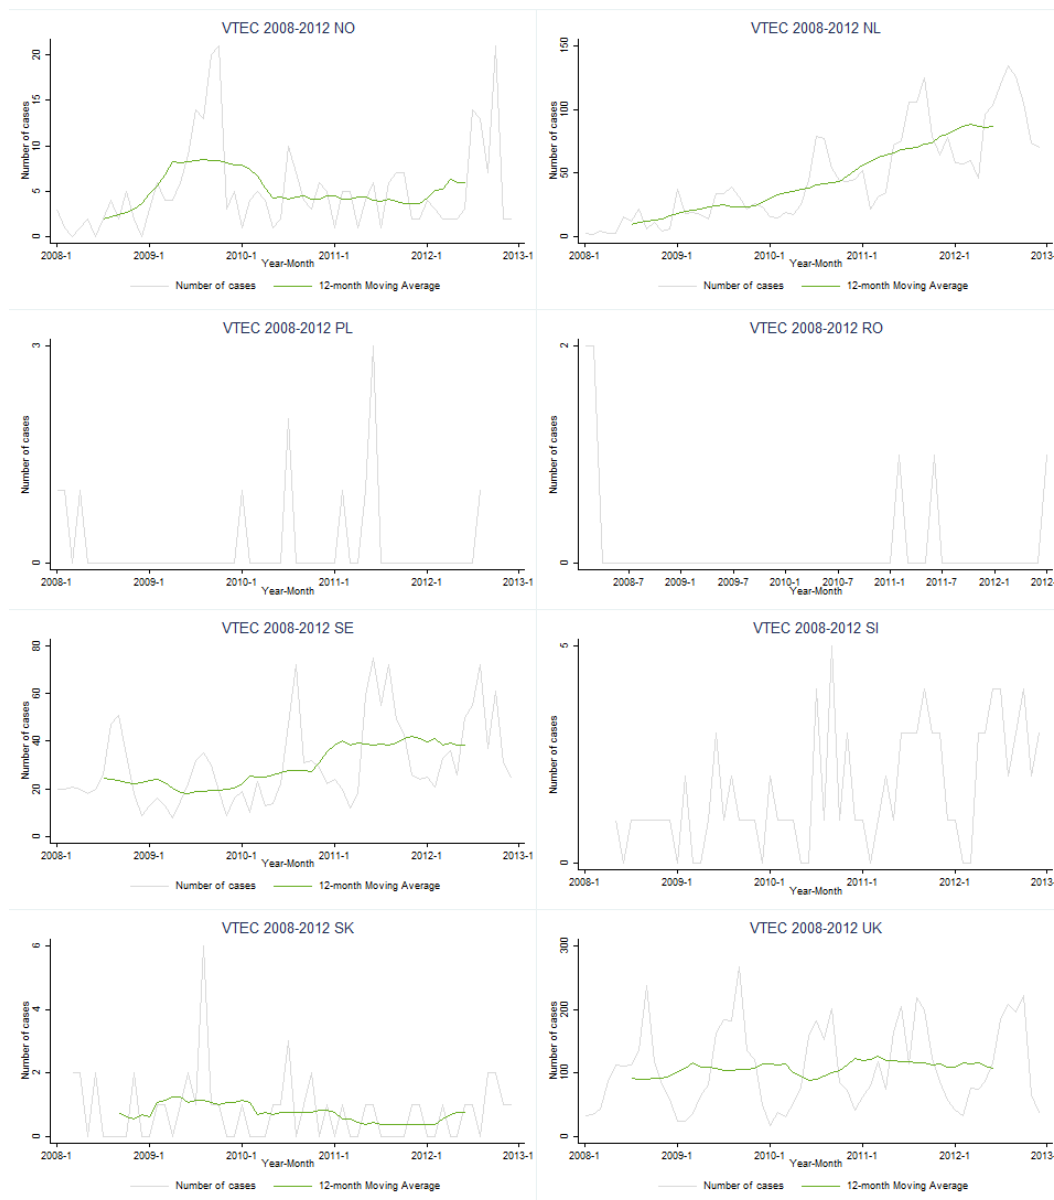 VTEC 2008-2012 NO
Number of cases
20
15
10
5
0
2008-1 2009-1 2010-1 2011-1 2012-1 2013-1
Year-Month
Number of cases 12-month Moving Average
VTEC 2008-2012 NL
Number of cases
150
100
50
0
2008-1 2009-1 2010-1 2011-1 2012-1 2013-
Year-Month
Number of cases 12-month Moving Average
VTEC 2008-2012 PL
Number of cases
3
0
2008-1 2009-1 2010-1 2011-1 2012-1 2013-1
Year-Month
VTEC 2008-2012 RO
Number of cases
2
0
2008-7 2009-1 2009-7 2010-1 2010-7 2011-1 2011-7 2012-1 2012-
Year-Month
VTEC 2008-2012 SE
Number of cases
80
60
40
20
0
2008-1 2009-1 2010-1 2011-1 2012-1 2013-1
Year-Month
Number of cases 12-month Moving Average
VTEC 2008-2012 SI
Number of cases
5
0
2008-1 2009-1 2010-1 2011-1 2012-1 2013-
Year-Month
VTEC 2008-2012 SK
Number of cases
6
4
2
0
2008-1 2009-1 2010-1 2011-1 2012-1 2013-1
Year-Month
Number of cases 12-month Moving Average
VTEC 2008-2012 UK
Number of cases
300
200
100
0
2008-1 2009-1 2010-1 2011-1 2012-1 2013-
Year-Month
Number of cases 12-month Moving Average